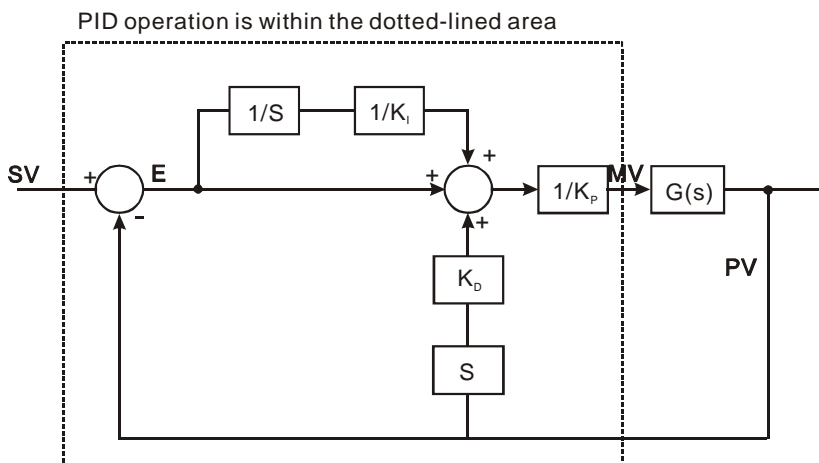 PID operation is within the dotted-lined area
1/S
1/K_I
+
SV
+
E
+
MV
1/K_P
G(s)
-
+
PV
K_D
S